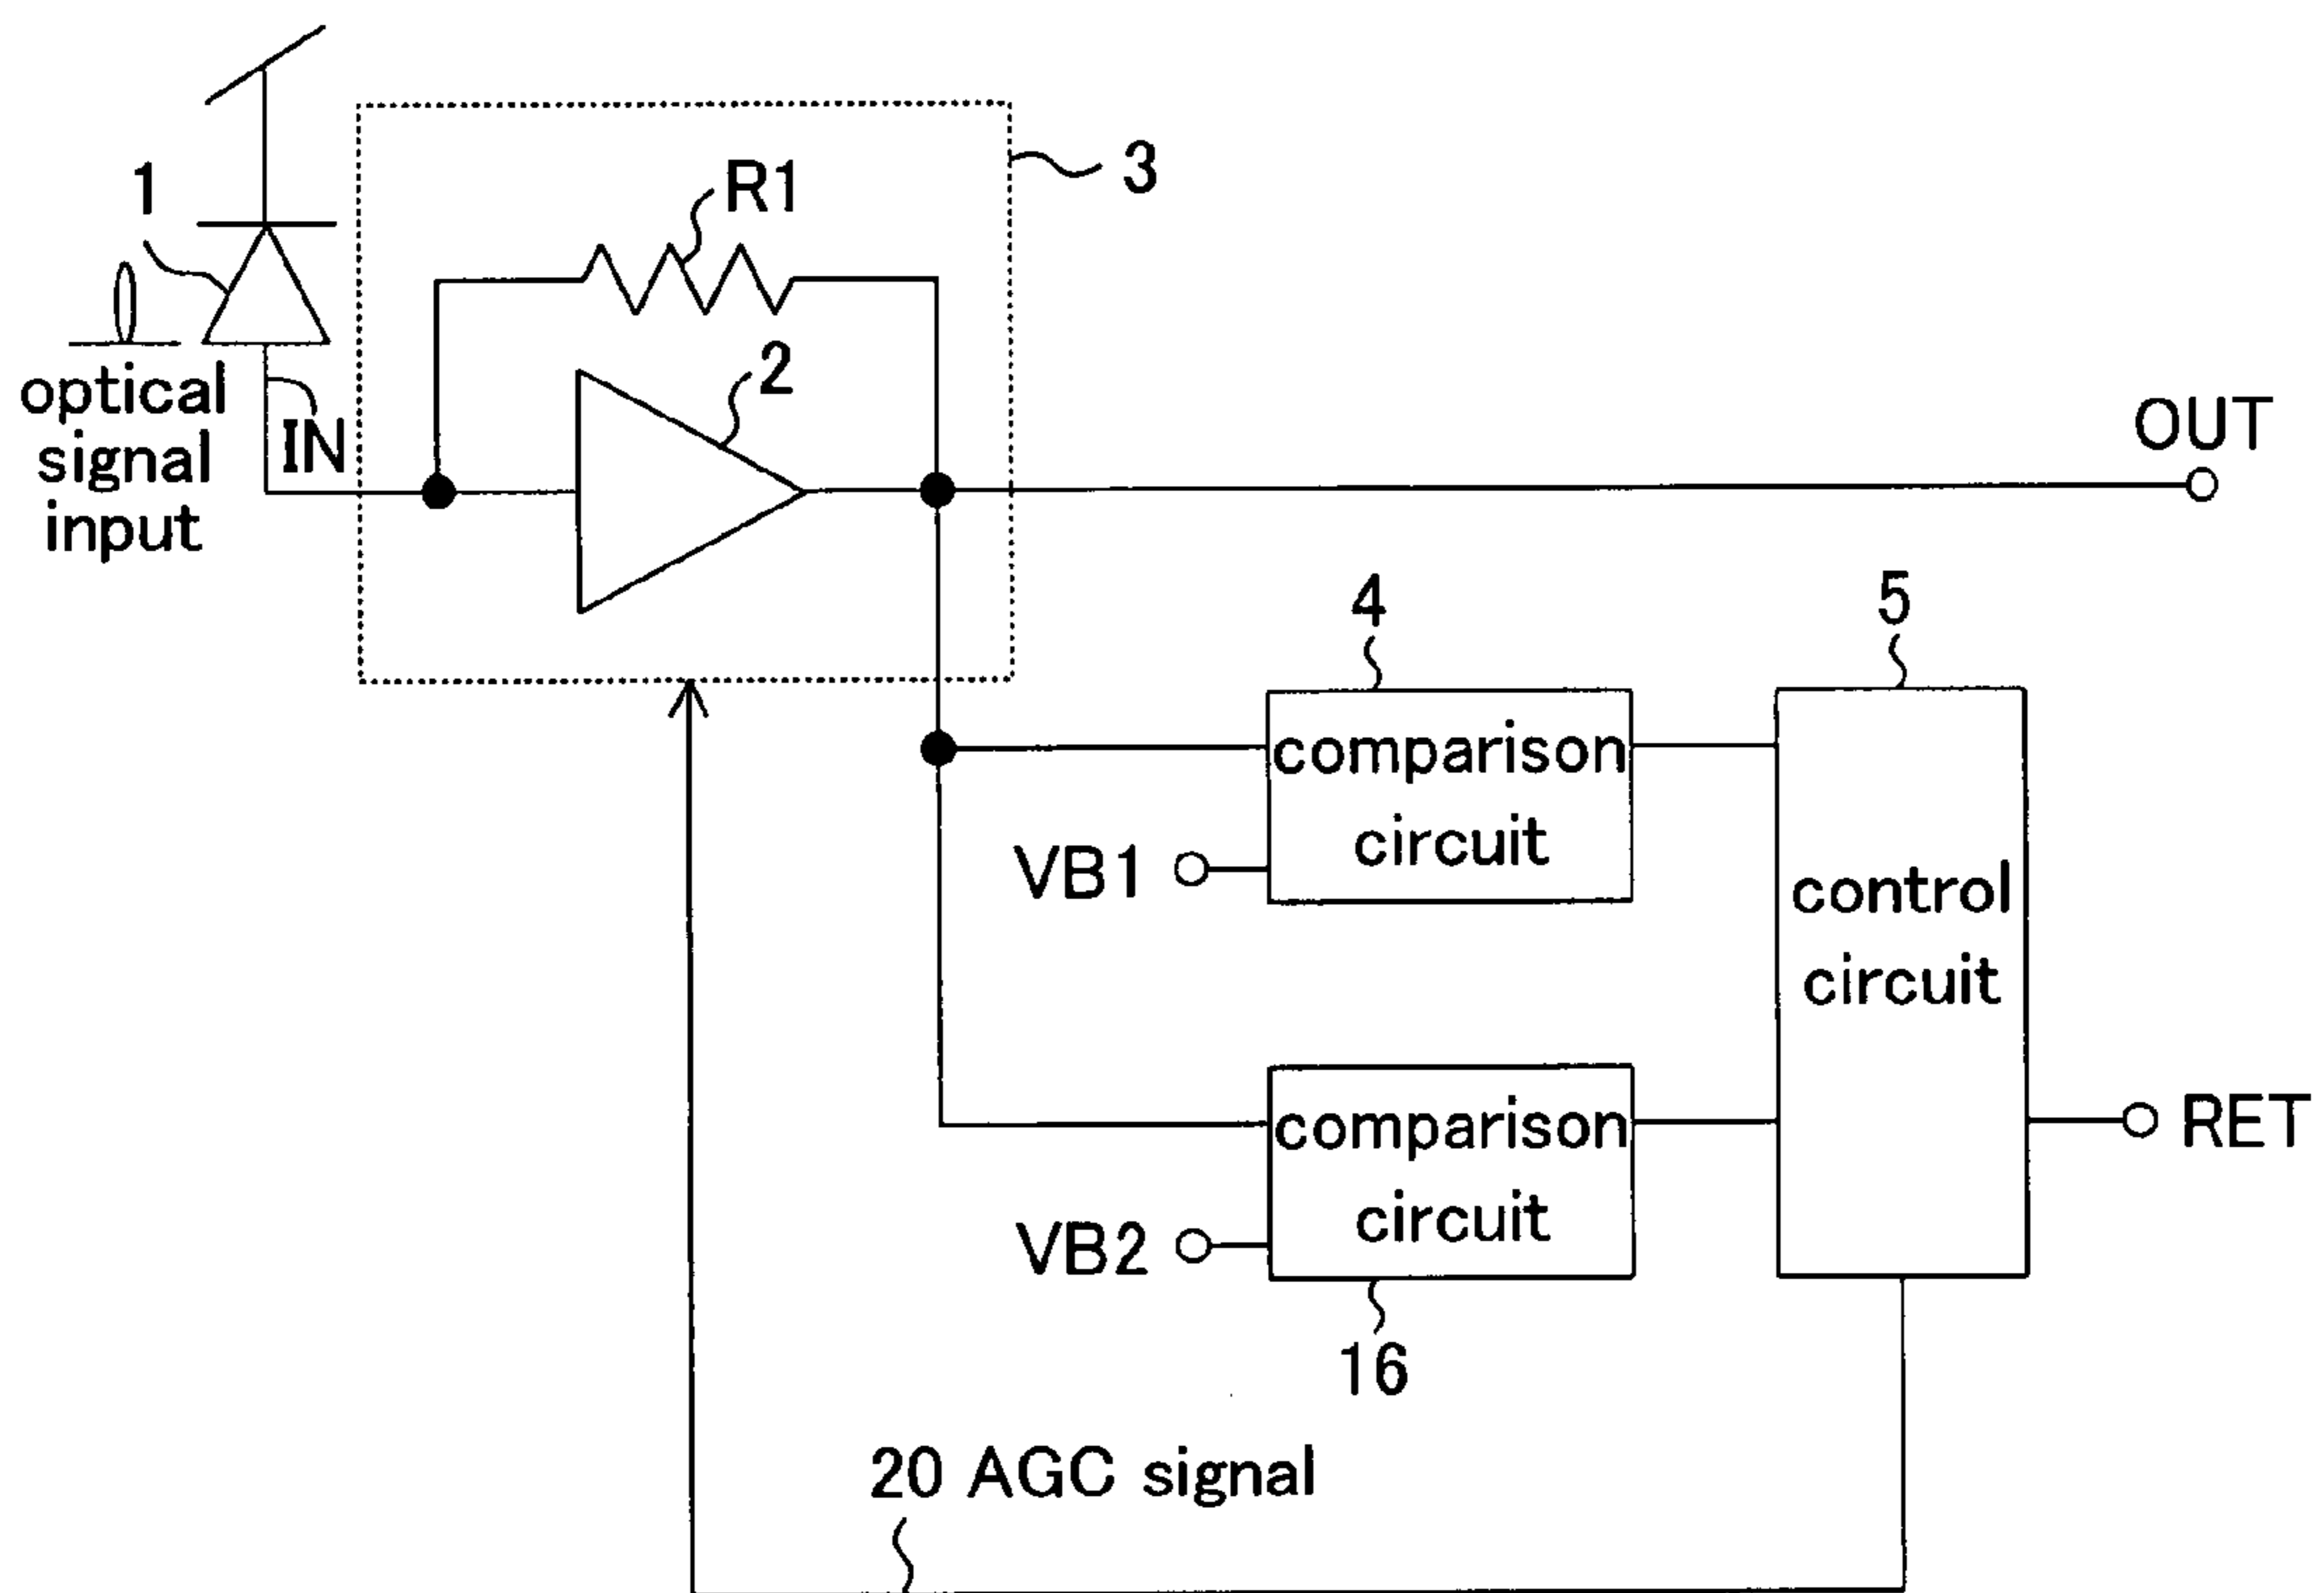 1
R1
3
2
optical
signal
input
IN
OUT
4
5
comparison
circuit
VB1
control
circuit
comparison
circuit
VB2
RET
16
20 AGC signal